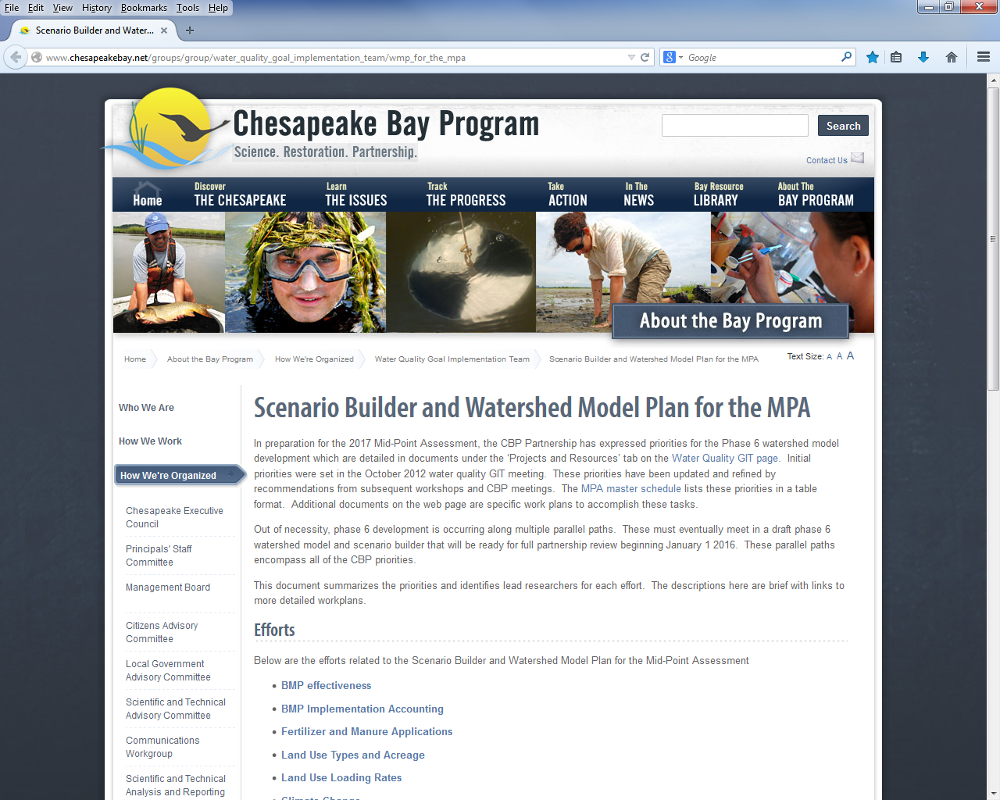 File Edit View History Bookmarks Tools Help
Scenario Builder and Water...
www.chesapeakebay.net/groups/group/water_quality_goal_implementation_team/wmp_for_the_mpa
Google
Chesapeake Bay Program
Science. Restoration. Partnership.
Search
Contact Us
Home
Discover
THE CHESAPEAKE
Learn
THE ISSUES
Track
THE PROGRESS
Take
ACTION
In The
NEWS
Bay Resource
LIBRARY
About The
BAY PROGRAM
About the Bay Program
Home About the Bay Program How We're Organized Water Quality Goal Implementation Team Scenario Builder and Watershed Model Plan for the MPA
Text Size: A A A
Who We Are
How We Work
How We're Organized
Chesapeake Executive
Council
Principals' Staff
Committee
Management Board
Citizens Advisory
Committee
Local Government
Advisory Committee
Scientific and Technical
Advisory Committee
Communications
Workgroup
Scientific and Technical
Analysis and Reporting
Scenario Builder and Watershed Model Plan for the MPA
In preparation for the 2017 Mid-Point Assessment, the CBP Partnership has expressed priorities for the Phase 6 watershed model
development which are detailed in documents under the ‘Projects and Resources’ tab on the Water Quality GIT page.  Initial
priorities were set in the October 2012 water quality GIT meeting.  These priorities have been updated and refined by
recommendations from subsequent workshops and CBP meetings.  The MPA master schedule lists these priorities in a table
format.  Additional documents on the web page are specific work plans to accomplish these tasks.
Out of necessity, phase 6 development is occurring along multiple parallel paths.  These must eventually meet in a draft phase 6
watershed model and scenario builder that will be ready for full partnership review beginning January 1 2016.  These parallel paths
encompass all of the CBP priorities.
This document summarizes the priorities and identifies lead researchers for each effort.  The descriptions here are brief with links to
more detailed workplans.
Efforts
Below are the efforts related to the Scenario Builder and Watershed Model Plan for the Mid-Point Assessment
• BMP effectiveness
• BMP Implementation Accounting
• Fertilizer and Manure Applications
• Land Use Types and Acreage
• Land Use Loading Rates
• Climate Change